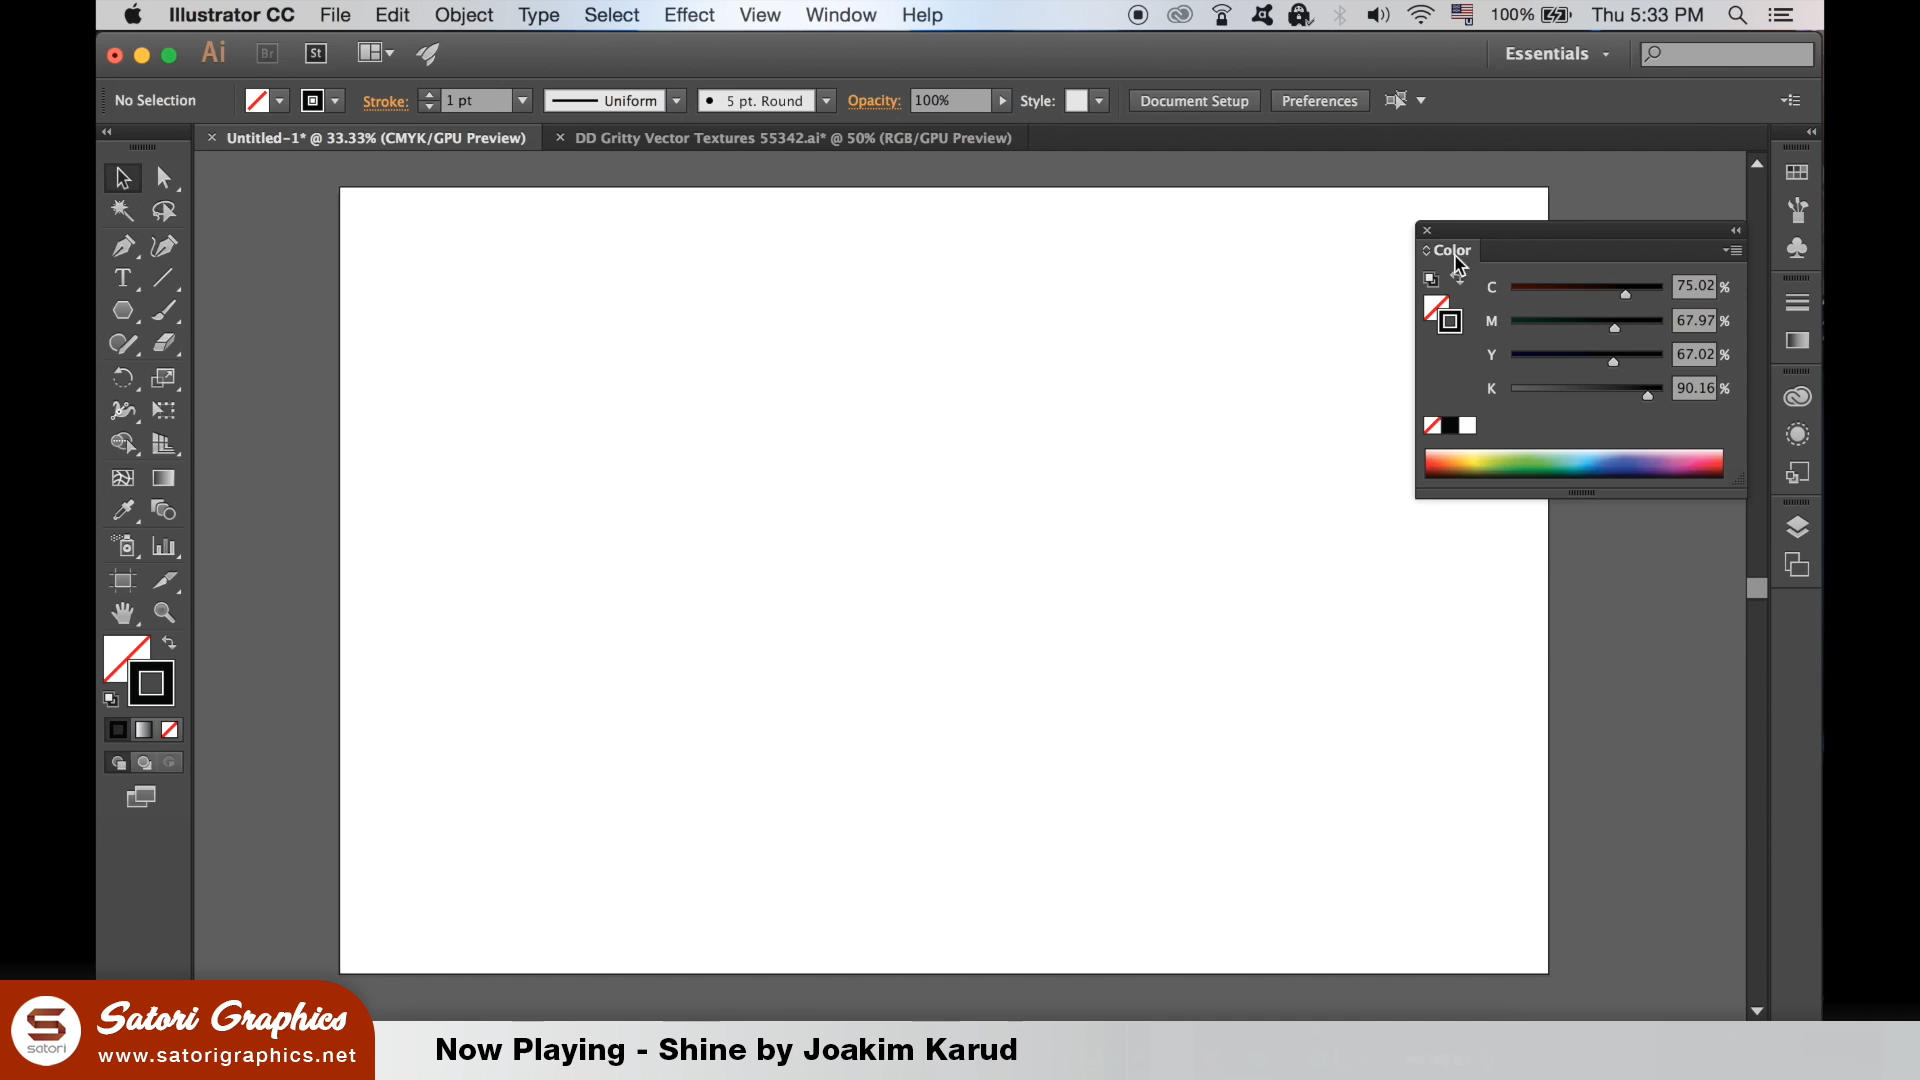 Illustrator CC File Edit Object Type Select Effect View Window Help 100% Thu 5:33 PM
Ai Br St Essentials
No Selection Stroke: 1 pt Uniform 5 pt. Round Opacity: 100% Style: Document Setup Preferences
Untitled-1* @ 33.33% (CMYK/GPU Preview) DD Gritty Vector Textures 55342.ai* @ 50% (RGB/GPU Preview)
Color
C 75.02 %
M 67.97 %
Y 67.02 %
K 90.16 %
Satori Graphics
satori
www.satorigraphics.net
Now Playing - Shine by Joakim Karud